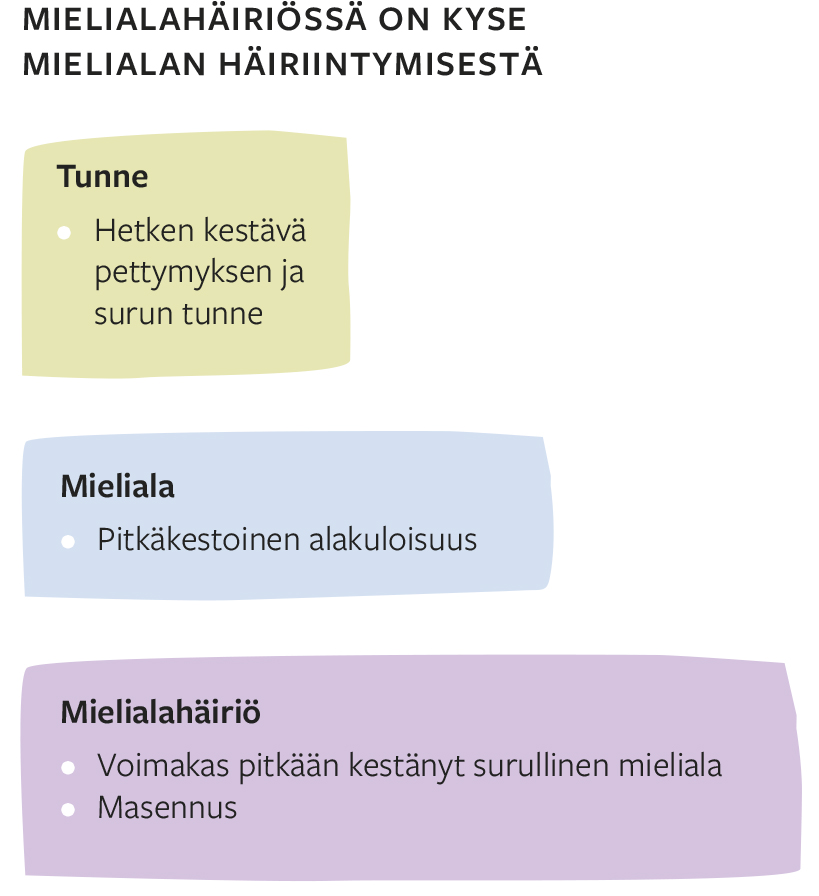 MIELIALAHÄIRIÖSSÄ ON KYSE
MIELIALAN HÄIRIINTYMISESTÄ
Tunne
Hetken kestävä
pettymyksen ja
surun tunne
Mieliala
Pitkäkestoinen alakuloisuus
Mielialahäiriö
Voimakas pitkään kestänyt surullinen mieliala
Masennus